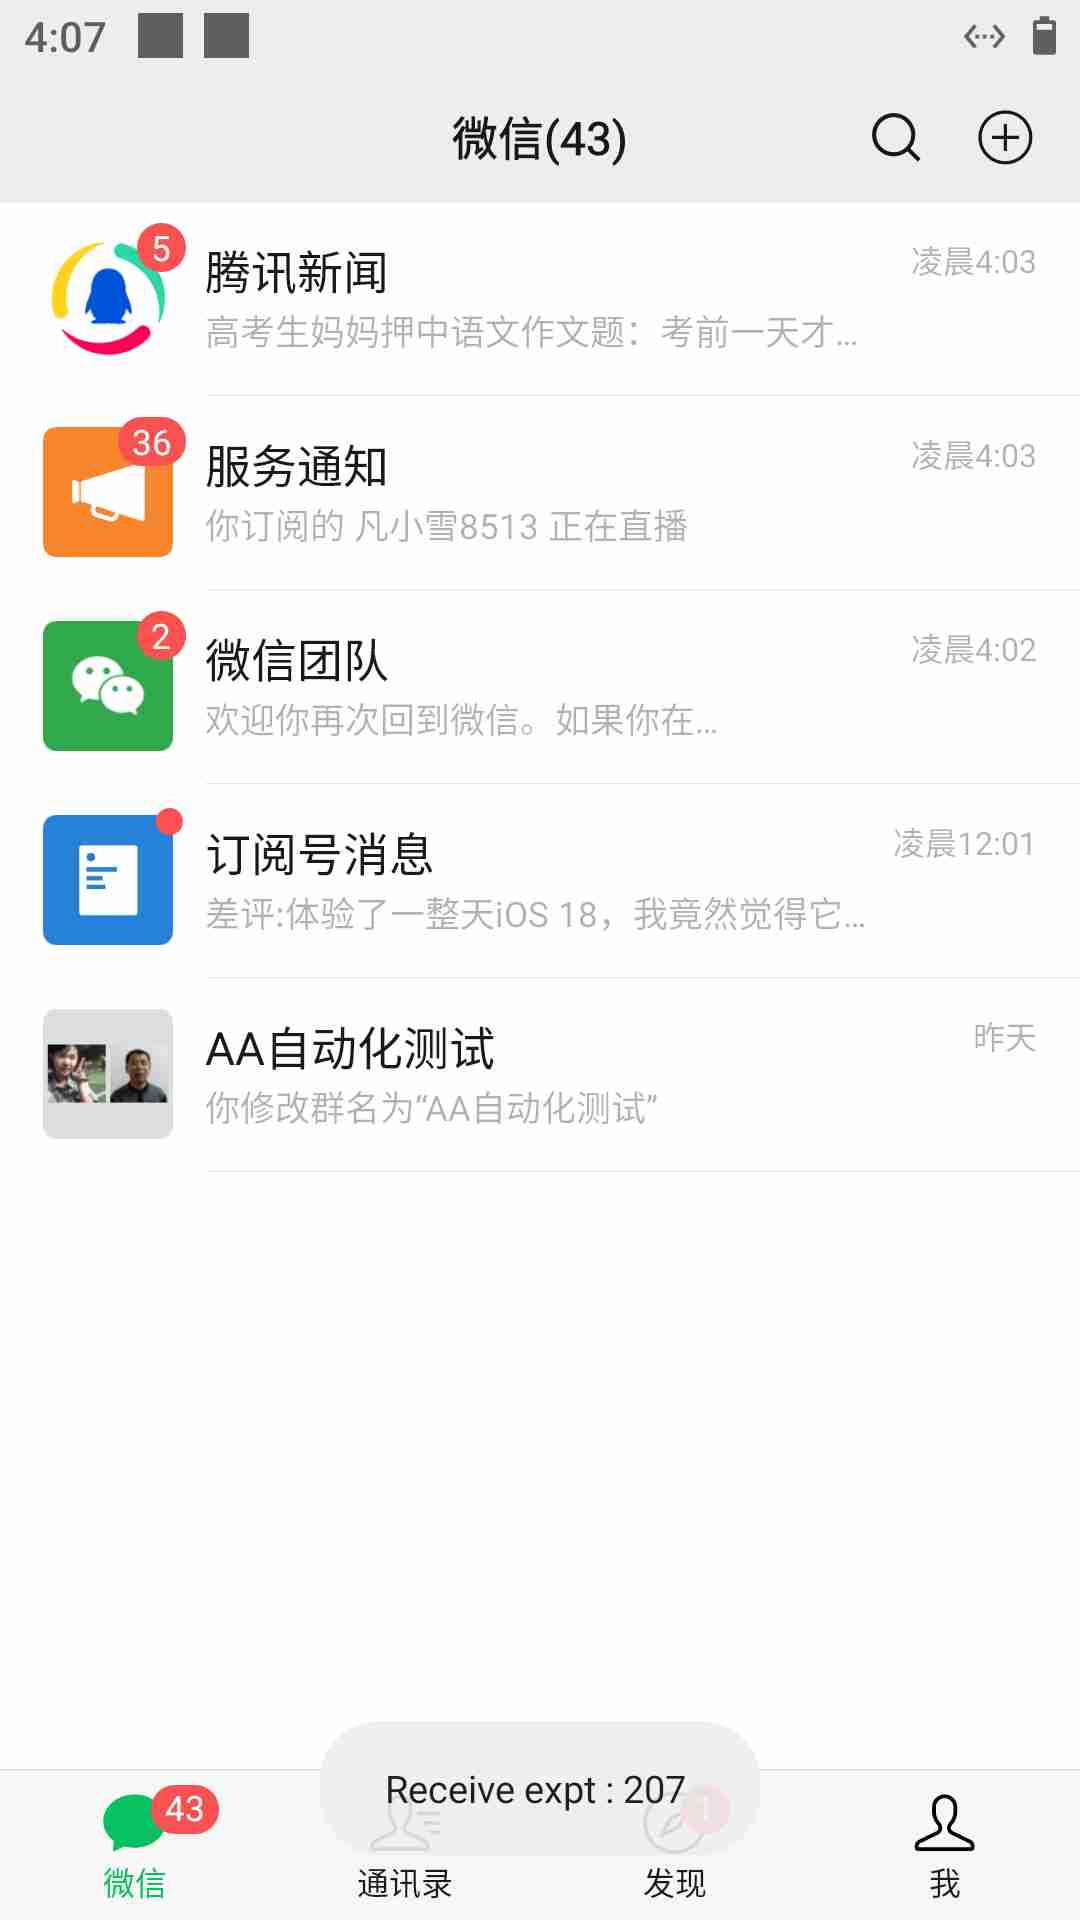 4:07
微信(43)
5
腾讯新闻
凌晨4:03
高考生妈妈押中语文作文题：考前一天才...
36
服务通知
凌晨4:03
你订阅的 凡小雪8513 正在直播
2
微信团队
凌晨4:02
欢迎你再次回到微信。如果你在...
订阅号消息
凌晨12:01
差评:体验了一整天iOS 18，我竟然觉得它...
AA自动化测试
昨天
你修改群名为“AA自动化测试”
Receive expt : 207
43
1
微信
通讯录
发现
我